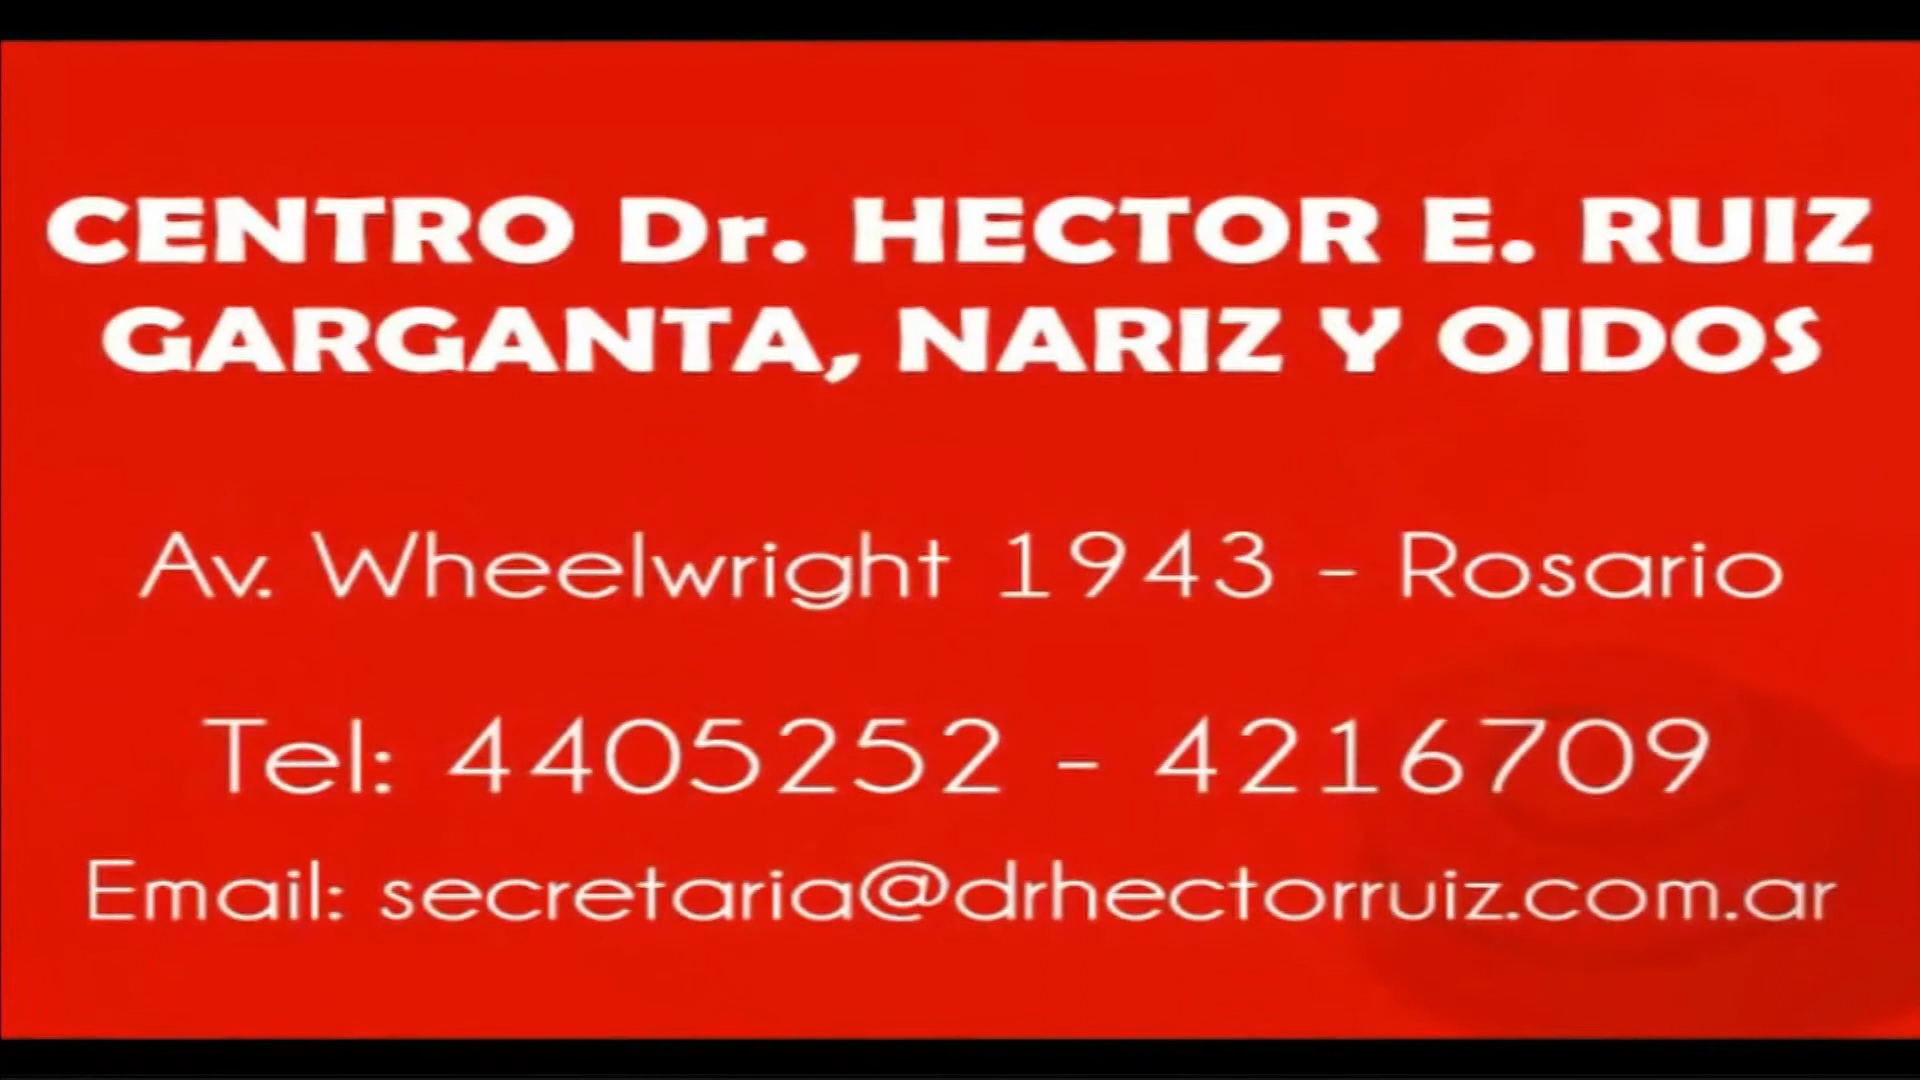 CENTRO Dr. HECTOR E. RUIZ
GARGANTA, NARIZ Y OIDOS
Av. Wheelwright 1943 - Rosario
Tel: 4405252 - 4216709
Email: secretaria@drhectorruiz.com.ar